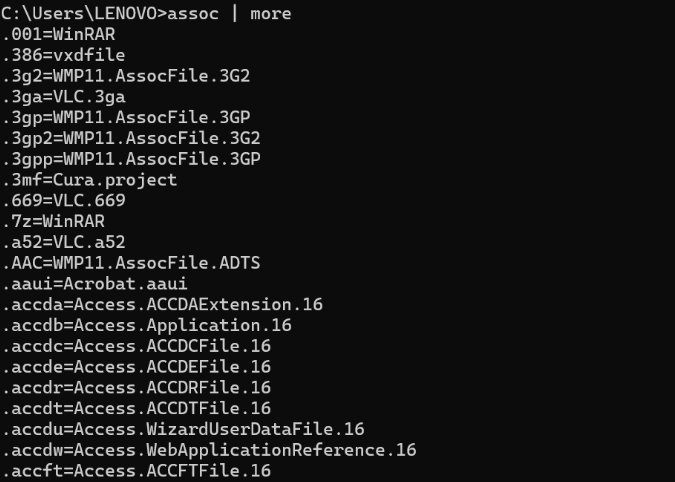 C:\Users\LENOVO>assoc | more
.001=WinRAR
.386=vxdfile
.3g2=WMP11.AssocFile.3G2
.3ga=VLC.3ga
.3gp=WMP11.AssocFile.3GP
.3gp2=WMP11.AssocFile.3G2
.3gpp=WMP11.AssocFile.3GP
.3mf=Cura.project
.669=VLC.669
.7z=WinRAR
.a52=VLC.a52
.AAC=WMP11.AssocFile.ADTS
.aaui=Acrobat.aaui
.accda=Access.ACCDAExtension.16
.accdb=Access.Application.16
.accdc=Access.ACCDCFile.16
.accde=Access.ACCDEFile.16
.accdr=Access.ACCDRFile.16
.accdt=Access.ACCDTFile.16
.accdu=Access.WizardUserDataFile.16
.accdw=Access.WebApplicationReference.16
.accft=Access.ACCFTFile.16